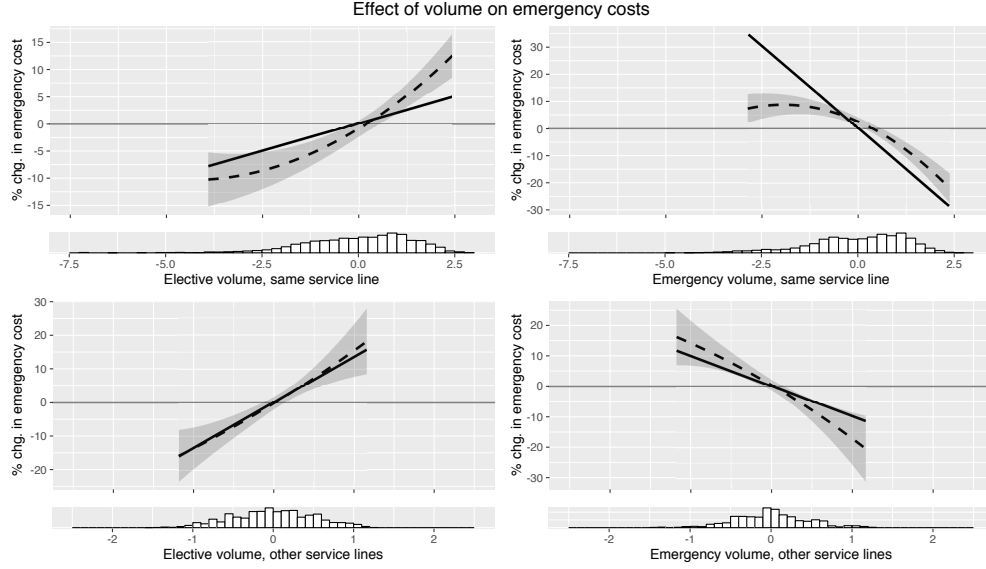 Effect of volume on emergency costs
% chg. in emergency cost
15
10
5
0
-5
-10
-15
-7.5 -5.0 -2.5 0.0 2.5
Elective volume, same service line
% chg. in emergency cost
30
20
10
0
-10
-20
-30
-7.5 -5.0 -2.5 0.0 2.5
Emergency volume, same service line
% chg. in emergency cost
30
20
10
0
-10
-20
-2 -1 0 1 2
Elective volume, other service lines
% chg. in emergency cost
20
10
0
-10
-20
-30
-2 -1 0 1 2
Emergency volume, other service lines